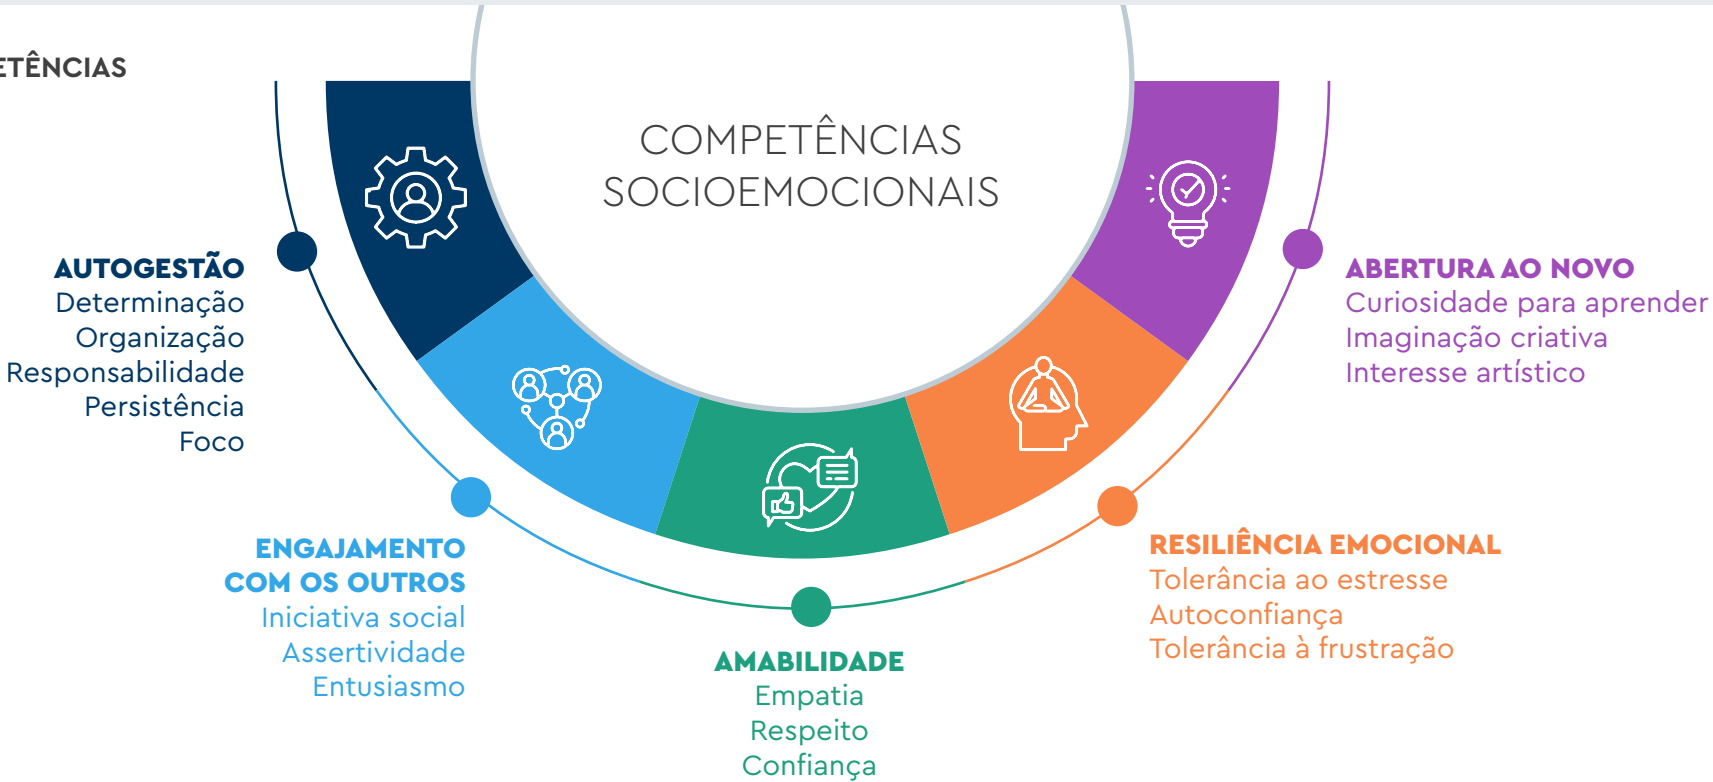 COMPETÊNCIAS
SOCIOEMOCIONAIS
AUTOGESTÃO
Determinação
Organização
Responsabilidade
Persistência
Foco
ENGAJAMENTO
COM OS OUTROS
Iniciativa social
Assertividade
Entusiasmo
AMABILIDADE
Empatia
Respeito
Confiança
RESILIÊNCIA EMOCIONAL
Tolerância ao estresse
Autoconfiança
Tolerância à frustração
ABERTURA AO NOVO
Curiosidade para aprender
Imaginação criativa
Interesse artístico